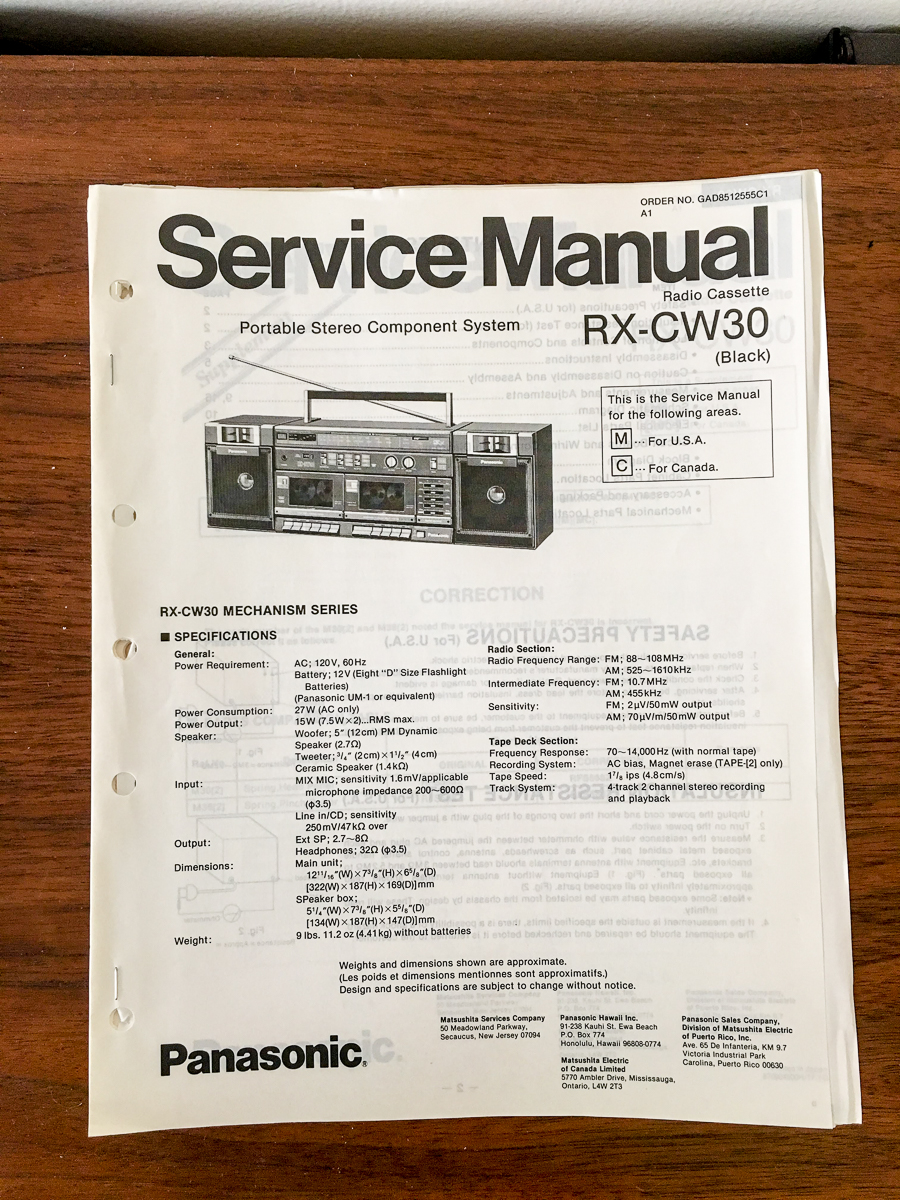 ORDER NO. GAD8512555C1
A1
Service Manual
Radio Cassette
Portable Stereo Component System
RX-CW30
(Black)
This is the Service Manual
for the following areas.
M ··· For U.S.A.
C ··· For Canada.
Panasonic
Panasonic
Panasonic
RX-CW30 MECHANISM SERIES
■ SPECIFICATIONS
General:
Power Requirement: AC; 120V, 60Hz
Battery; 12V (Eight "D" Size Flashlight
Batteries)
(Panasonic UM-1 or equivalent)
Power Consumption: 27W (AC only)
Power Output: 15W (7.5W×2)...RMS max.
Speaker: Woofer; 5″ (12cm) PM Dynamic
Speaker (2.7Ω)
Tweeter; 3/4″ (2cm)×1 1/2″ (4cm)
Ceramic Speaker (1.4kΩ)
Input: MIX MIC; sensitivity 1.6mV/applicable
microphone impedance 200~600Ω
(ϕ3.5)
Line in/CD; sensitivity
250mV/47kΩ over
Output: Ext SP; 2.7~8Ω
Headphones; 32Ω (ϕ3.5)
Dimensions: Main unit;
12 11/16″(W)×7 3/8″(H)×6 5/8″(D)
[322(W)×187(H)×169(D)]mm
SPeaker box;
5 1/4″(W)×7 3/8″(H)×5 5/8″(D)
[134(W)×187(H)×147(D)]mm
Weight: 9 lbs. 11.2 oz (4.41kg) without batteries
Radio Section:
Radio Frequency Range: FM; 88~108MHz
AM; 525~1610kHz
Intermediate Frequency: FM; 10.7MHz
AM; 455kHz
Sensitivity: FM; 2μV/50mW output
AM; 70μV/m/50mW output
Tape Deck Section:
Frequency Response: 70~14,000Hz (with normal tape)
Recording System: AC bias, Magnet erase (TAPE-[2] only)
Tape Speed: 1 7/8 ips (4.8cm/s)
Track System: 4-track 2 channel stereo recording
and playback
Weights and dimensions shown are approximate.
(Les poids et dimensions mentionnes sont approximatifs.)
Design and specifications are subject to change without notice.
Panasonic®
Matsushita Services Company
50 Meadowland Parkway,
Secaucus, New Jersey 07094
Panasonic Hawaii Inc.
91-238 Kauhi St. Ewa Beach
P.O. Box 774
Honolulu, Hawaii 96808-0774
Matsushita Electric
of Canada Limited
5770 Ambler Drive, Mississauga,
Ontario, L4W 2T3
Panasonic Sales Company,
Division of Matsushita Electric
of Puerto Rico, Inc.
Ave. 65 De Infanteria, KM 9.7
Victoria Industrial Park
Carolina, Puerto Rico 00630